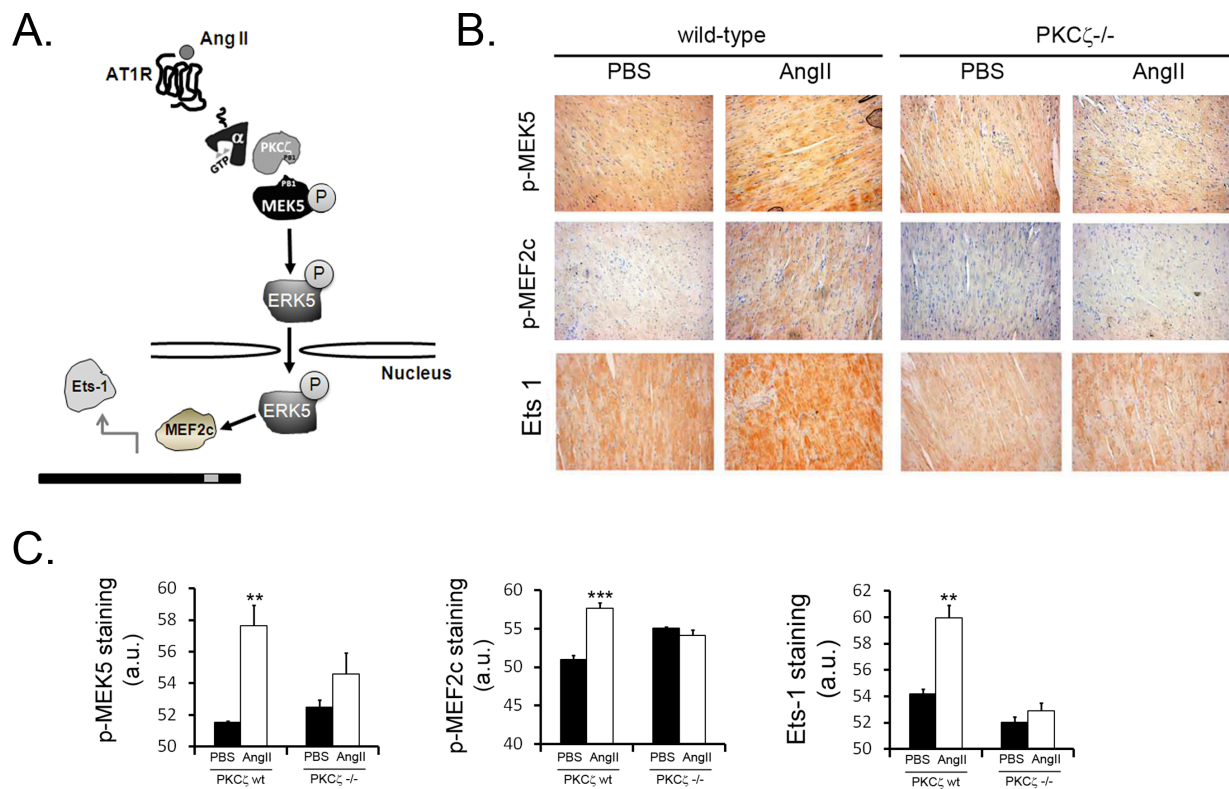 A.
Ang II
AT1R
α
GTP
PKCζ
PB1
PB1
MEK5
P
P
ERK5
Nucleus
P
ERK5
Ets-1
MEF2c
B.
wild-type
PKCζ-/-
PBS
AngII
PBS
AngII
p-MEK5
p-MEF2c
Ets 1
C.
p-MEK5 staining
(a.u.)
60
58
56
54
52
50
**
PBS
AngII
PBS
AngII
PKCζ wt
PKCζ -/-
p-MEF2c staining
(a.u.)
60
55
50
45
40
***
PBS
AngII
PBS
AngII
PKCζ wt
PKCζ -/-
Ets-1 staining
(a.u.)
62
60
58
56
54
52
50
**
PBS
AngII
PBS
AngII
PKCζ wt
PKCζ -/-